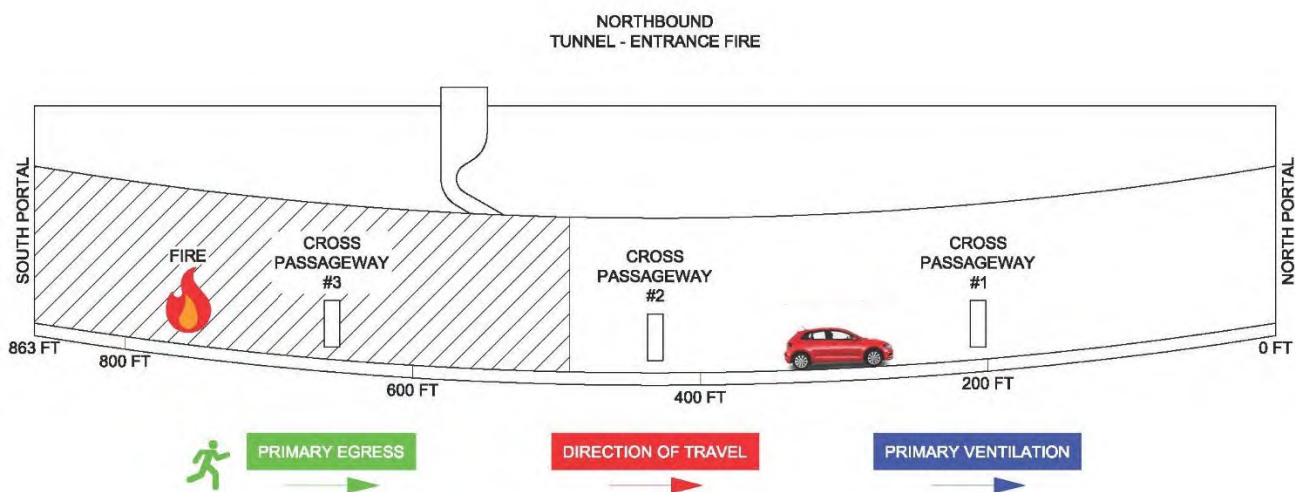 NORTHBOUND
TUNNEL - ENTRANCE FIRE
SOUTH PORTAL
NORTH PORTAL
FIRE
CROSS
PASSAGEWAY
#3
CROSS
PASSAGEWAY
#2
CROSS
PASSAGEWAY
#1
863 FT
800 FT
600 FT
400 FT
200 FT
0 FT
PRIMARY EGRESS
DIRECTION OF TRAVEL
PRIMARY VENTILATION